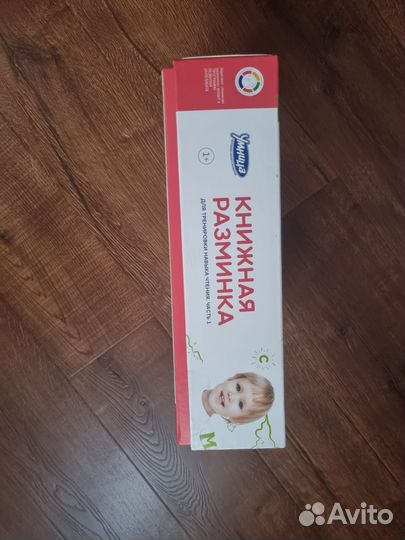 Умница
1+
КНИЖНАЯ
РАЗМИНКА
ДЛЯ ТРЕНИРОВКИ НАВЫКА ЧТЕНИЯ. ЧАСТЬ 1
С
М
Avito